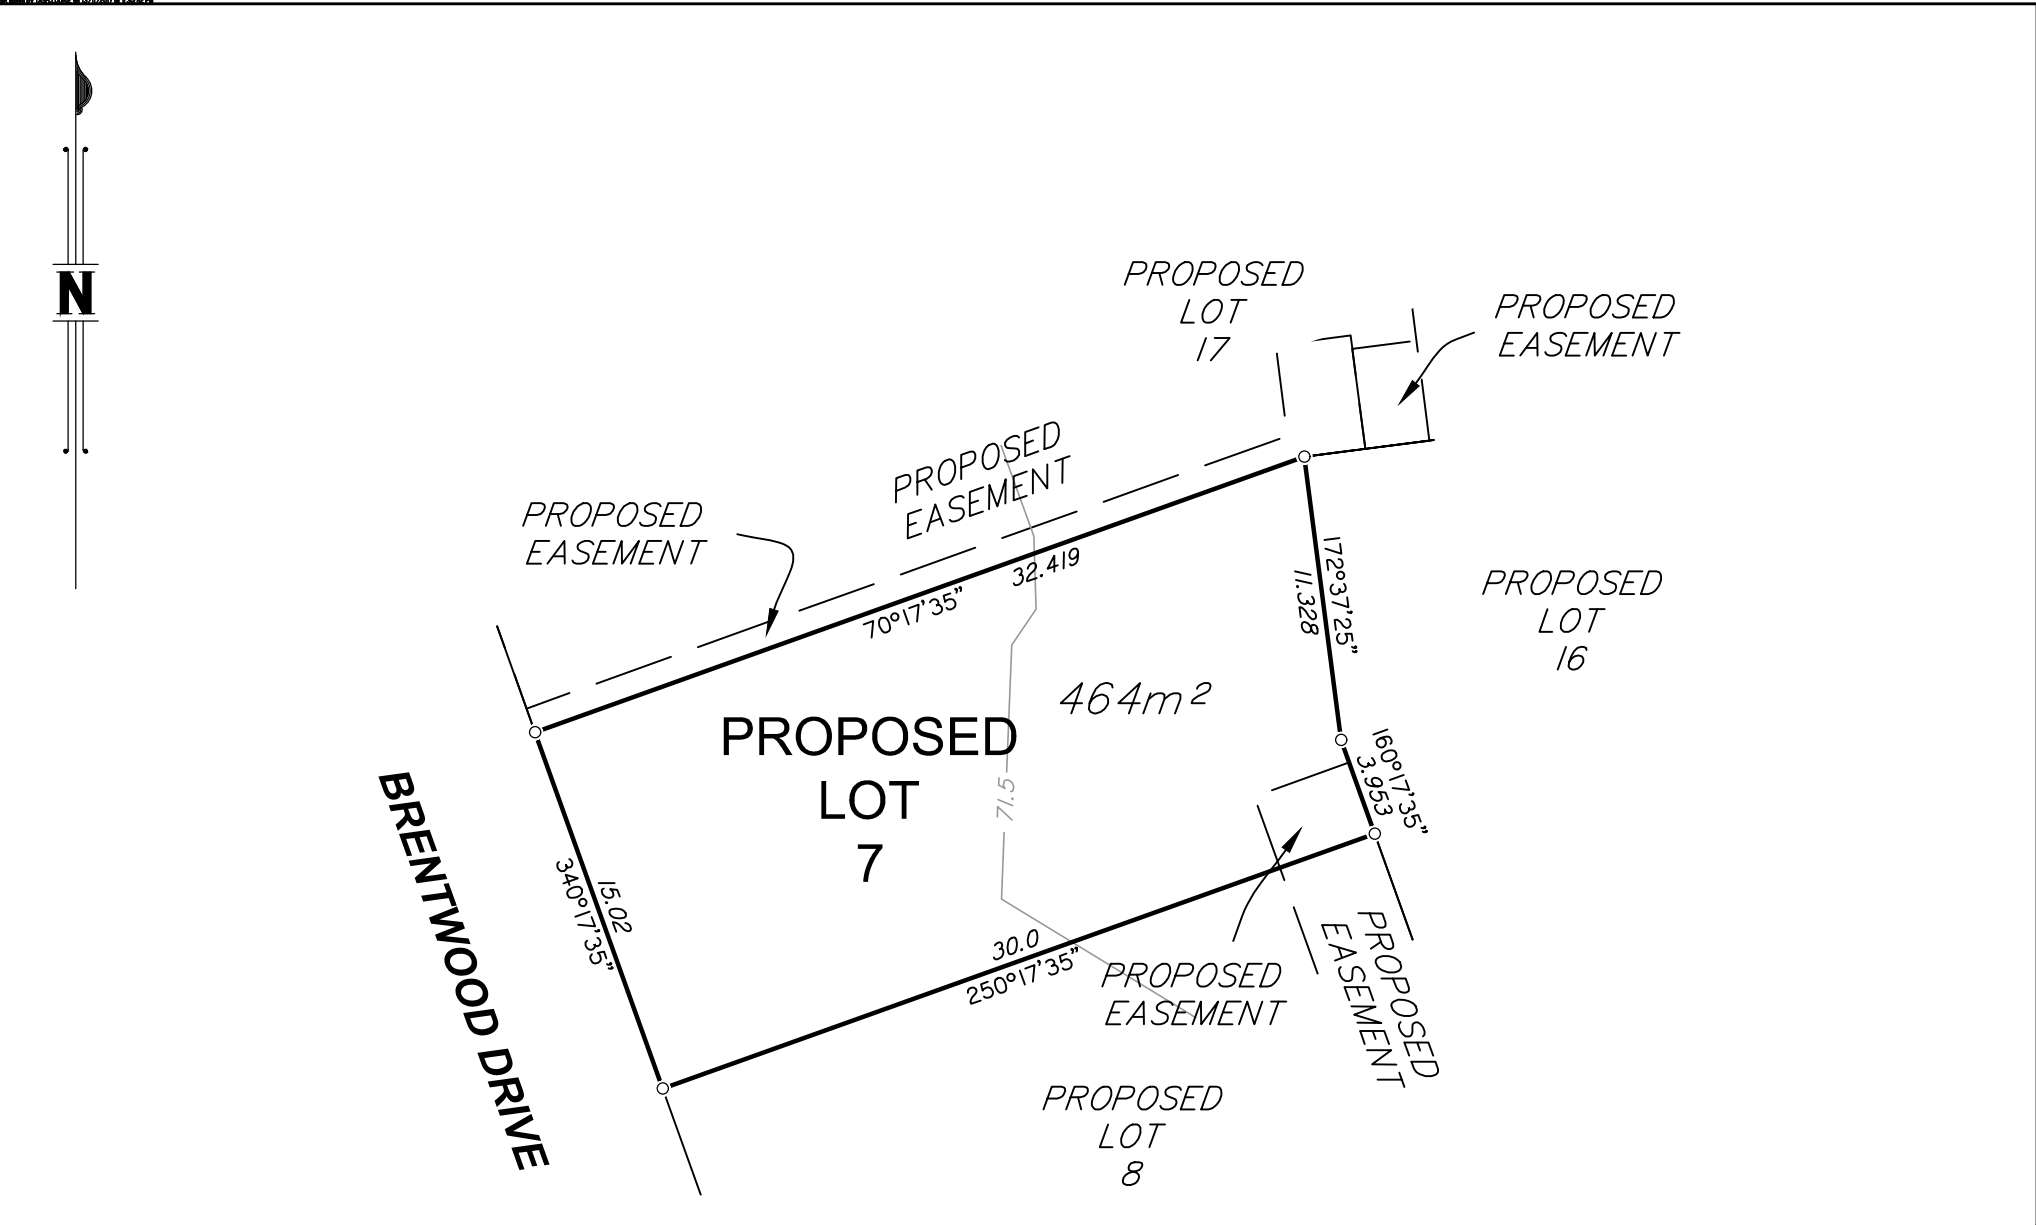 N
PROPOSED
LOT
17
PROPOSED
EASEMENT
PROPOSED
EASEMENT
PROPOSED
EASEMENT
32.419
70°17'35"
172°37'25"
11.328
PROPOSED
LOT
16
464m²
PROPOSED
LOT
7
71.5
160°17'35"
3.953
BRENTWOOD DRIVE
15.02
340°17'35"
30.0
250°17'35"
PROPOSED
EASEMENT
PROPOSED
EASEMENT
PROPOSED
LOT
8